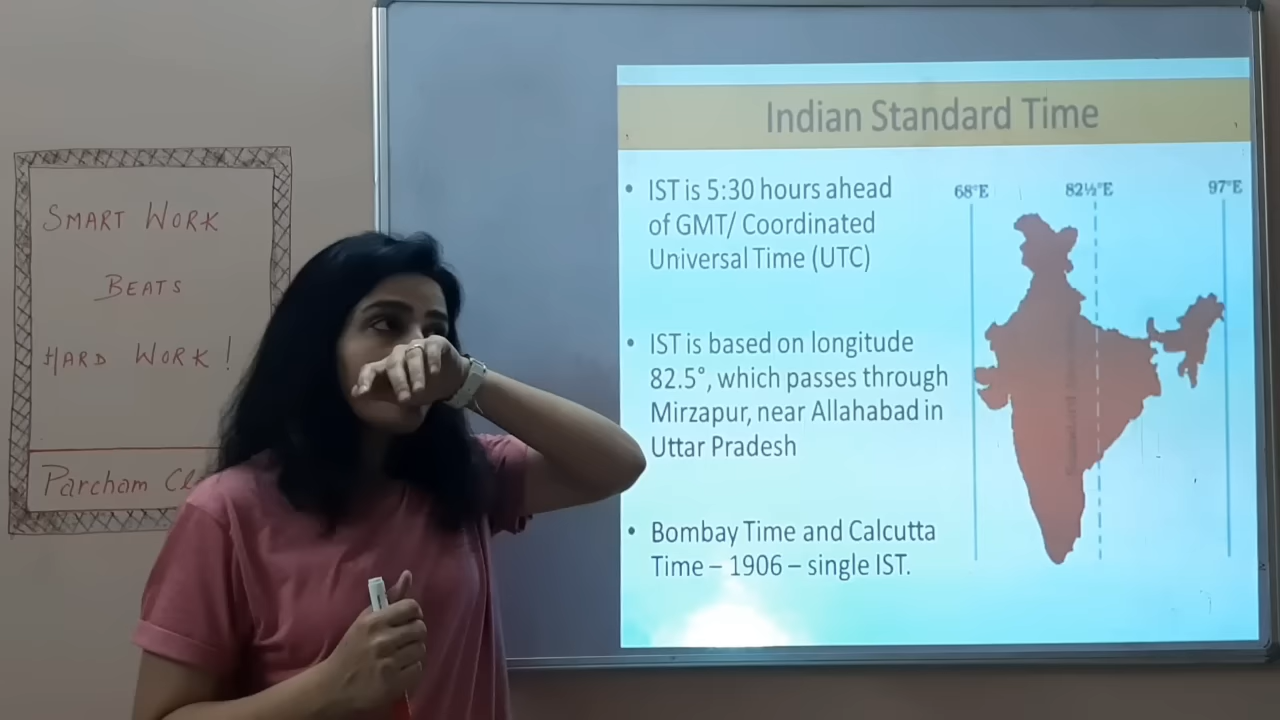 SMART WORK
BEATS
HARD WORK!
Parcham
Indian Standard Time
• IST is 5:30 hours ahead
of GMT/ Coordinated
Universal Time (UTC)
• IST is based on longitude
82.5°, which passes through
Mirzapur, near Allahabad in
Uttar Pradesh
• Bombay Time and Calcutta
Time – 1906 – single IST.
68°E 82½°E 97°E